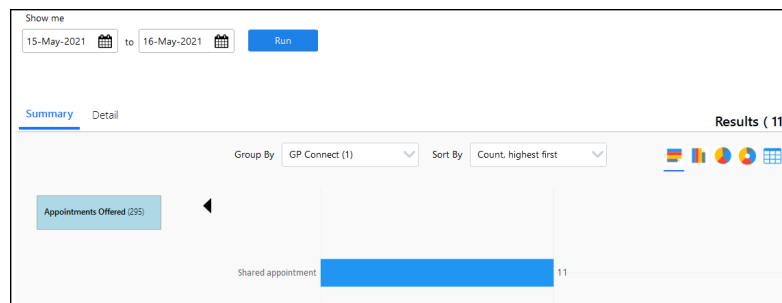 Show me
15-May-2021 to 16-May-2021 Run
Summary Detail
Results ( 11
Group By GP Connect (1) Sort By Count, highest first
Appointments Offered (295)
Shared appointment 11